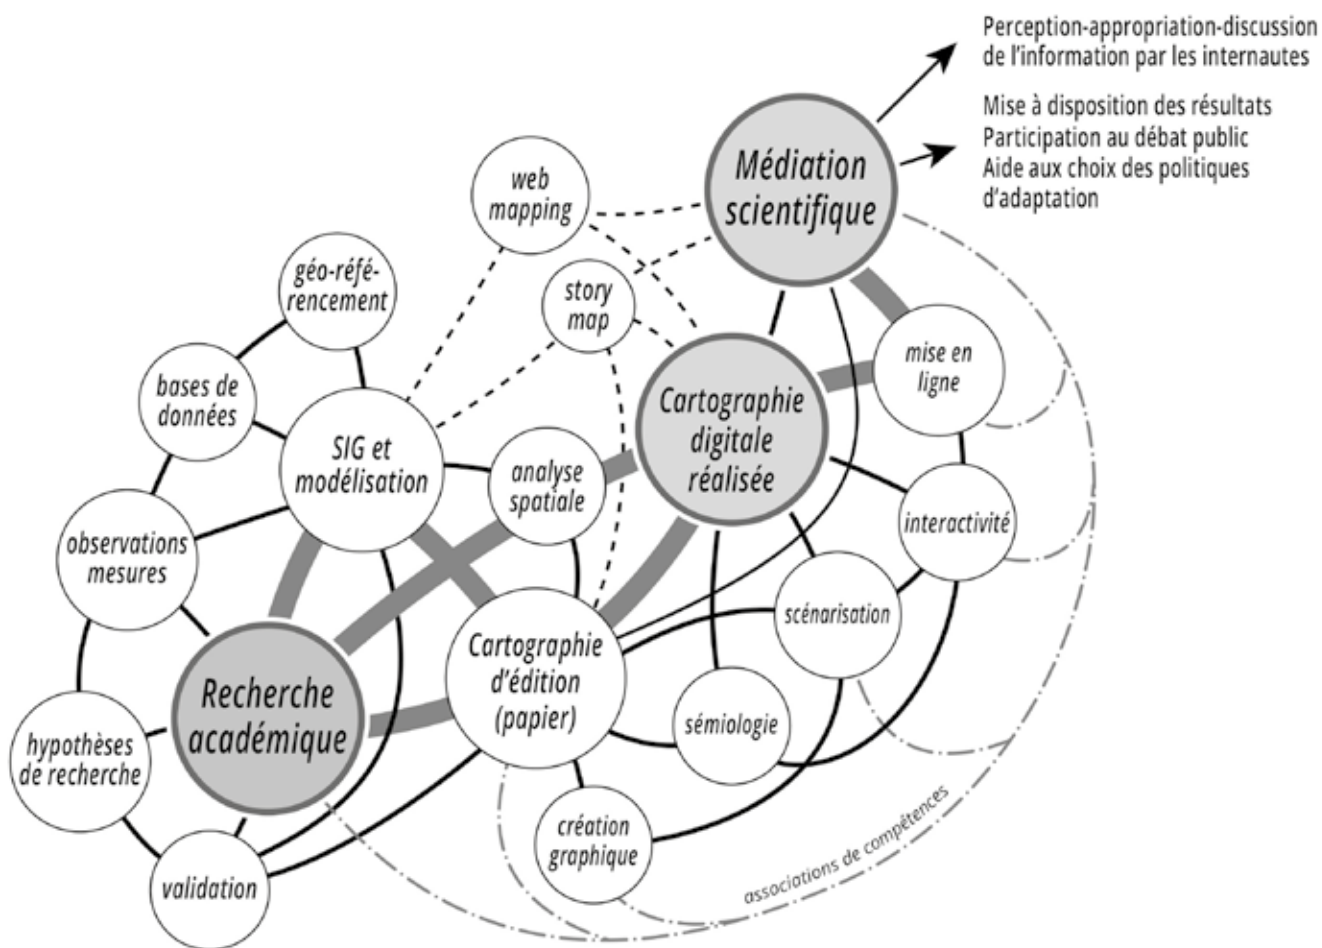 Perception-appropriation-discussion
de l'information par les internautes
Mise à disposition des résultats
Participation au débat public
Aide aux choix des politiques
d'adaptation
Médiation
scientifique
web
mapping
géo-réfé-
rencement
story
map
mise en
ligne
bases de
données
Cartographie
digitale
réalisée
SIG et
modélisation
analyse
spatiale
interactivité
observations
mesures
scénarisation
Cartographie
d'édition
(papier)
Recherche
académique
sémiologie
hypothèses
de recherche
création
graphique
associations de compétences
validation